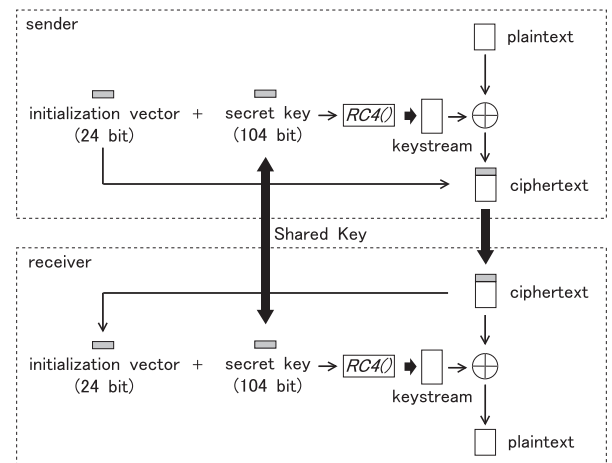 sender
plaintext
initialization vector + secret key RC4()
(24 bit) (104 bit)
keystream
ciphertext
Shared Key
receiver
ciphertext
initialization vector + secret key RC4()
(24 bit) (104 bit)
keystream
plaintext